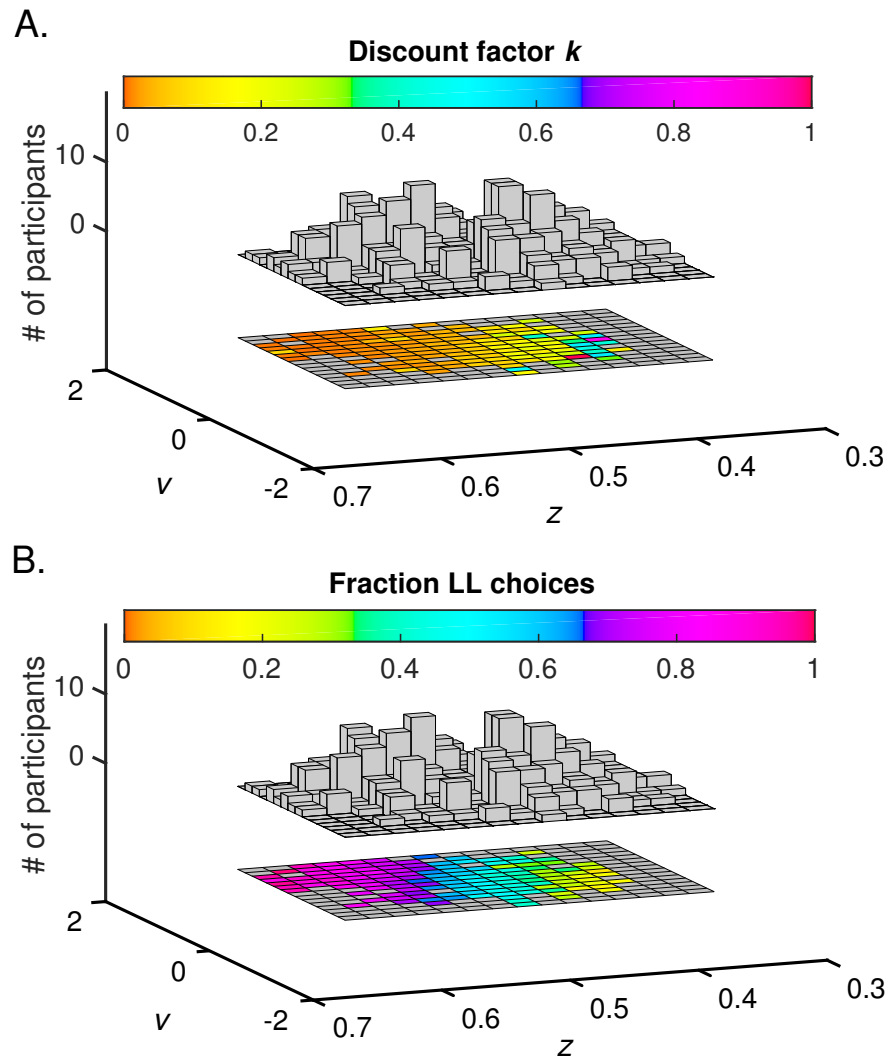 A.
Discount factor k
0 0.2 0.4 0.6 0.8 1
# of participants
10
0
2
0
-2
v
0.7 0.6 0.5 0.4 0.3
z
B.
Fraction LL choices
0 0.2 0.4 0.6 0.8 1
# of participants
10
0
2
0
-2
v
0.7 0.6 0.5 0.4 0.3
z